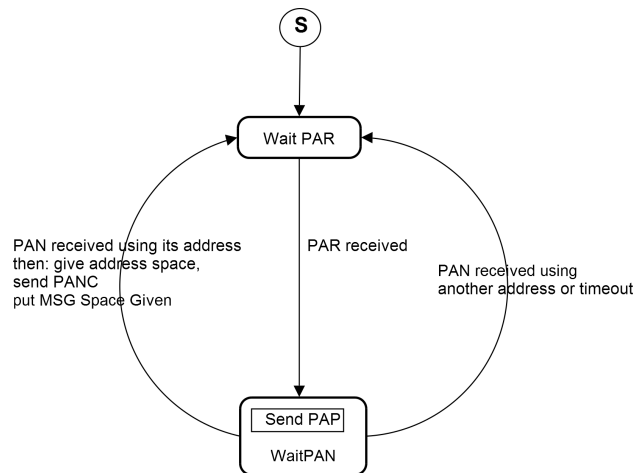 S
Wait PAR
PAN received using its address
then: give address space,
send PANC
put MSG Space Given
PAR received
PAN received using
another address or timeout
Send PAP
WaitPAN